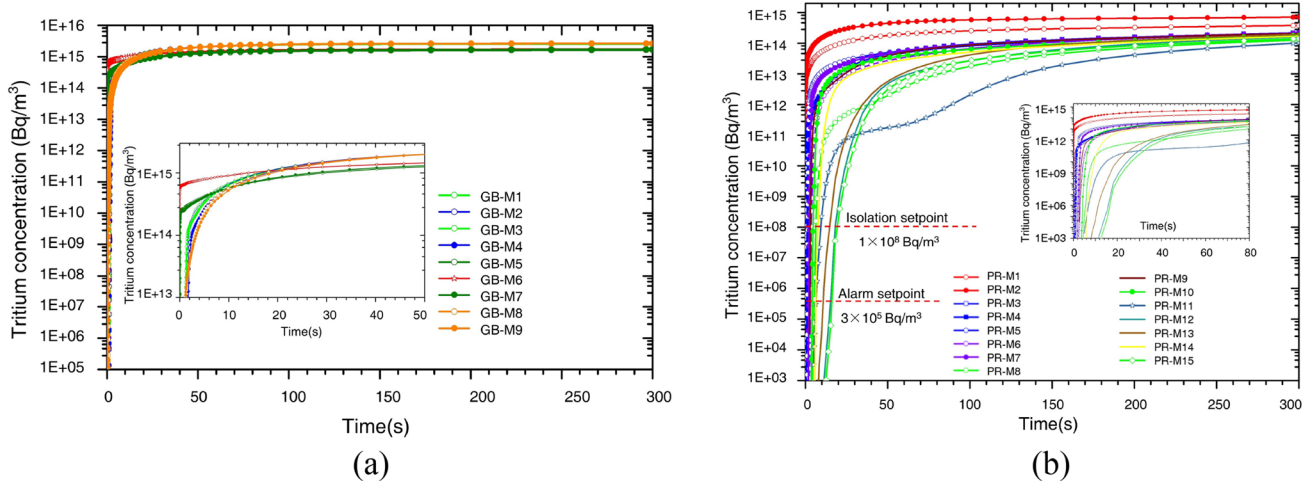 Tritium concentration (Bq/m³)
1E+16
1E+15
1E+14
1E+13
1E+12
1E+11
1E+10
1E+09
1E+08
1E+07
1E+06
1E+05
0 50 100 150 200 250 300
Time(s)
Tritium concentration (Bq/m³)
1E+15
1E+14
1E+13
0 10 20 30 40 50
Time(s)
GB-M1
GB-M2
GB-M3
GB-M4
GB-M5
GB-M6
GB-M7
GB-M8
GB-M9
(a)
Tritium concentration (Bq/m³)
1E+15
1E+14
1E+13
1E+12
1E+11
1E+10
1E+09
1E+08
1E+07
1E+06
1E+05
1E+04
1E+03
0 50 100 150 200 250 300
Time(s)
Isolation setpoint
1×10⁸ Bq/m³
Alarm setpoint
3×10⁵ Bq/m³
Tritium concentration (Bq/m³)
1E+15
1E+12
1E+09
1E+06
1E+03
0 20 40 60 80
Time(s)
PR-M1
PR-M2
PR-M3
PR-M4
PR-M5
PR-M6
PR-M7
PR-M8
PR-M9
PR-M10
PR-M11
PR-M12
PR-M13
PR-M14
PR-M15
(b)